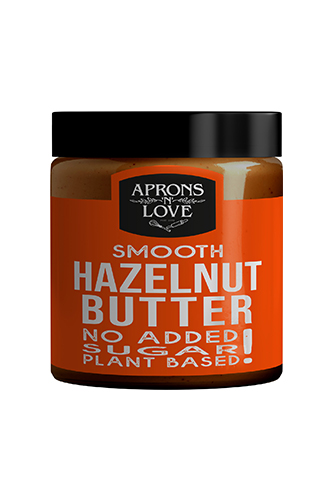 APRONS
'N'
LOVE
SMOOTH
HAZELNUT
BUTTER
NO ADDED
SUGAR!
PLANT BASED